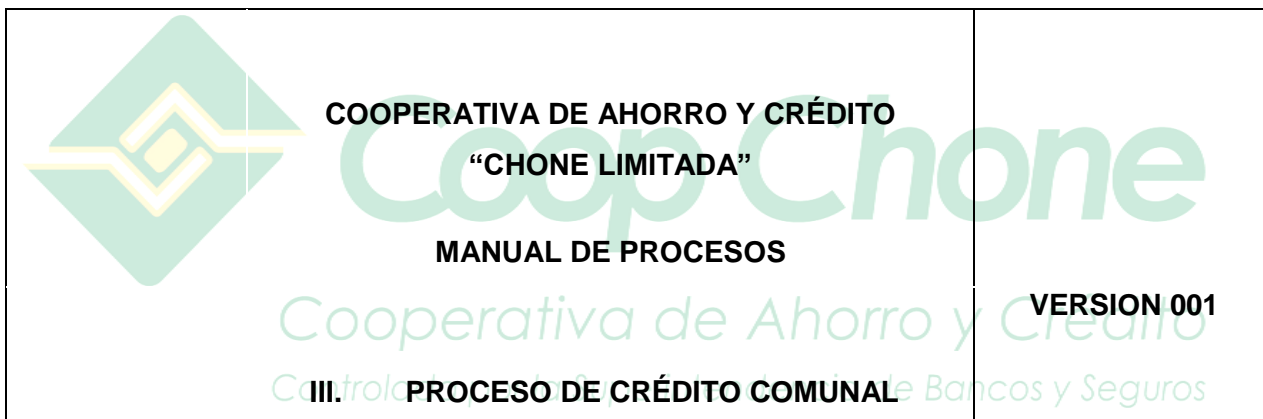 COOPERATIVA DE AHORRO Y CRÉDITO
“CHONE LIMITADA”
Coop Chone
MANUAL DE PROCESOS
VERSION 001
Cooperativa de Ahorro y Crédito
III. PROCESO DE CRÉDITO COMUNAL
de Bancos y Seguros